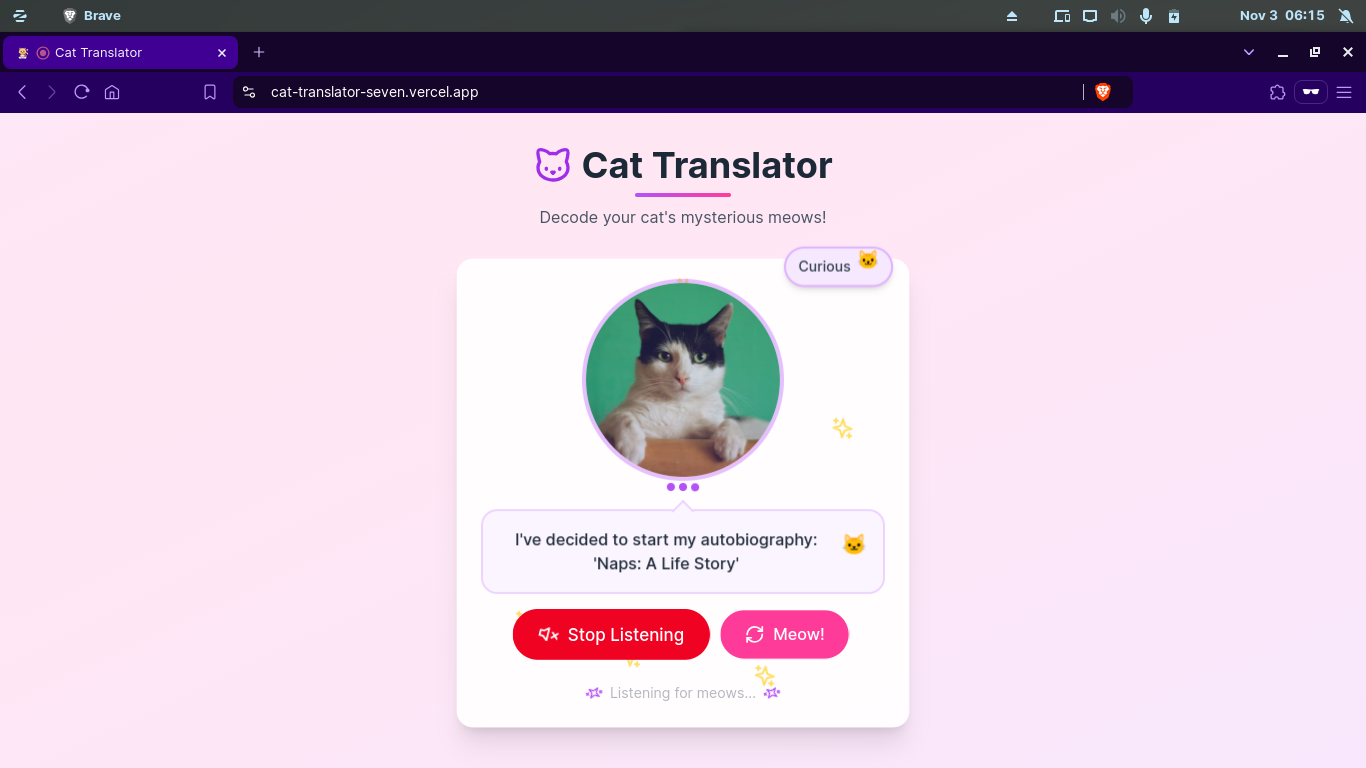 Brave
Nov 3 06:15
Cat Translator
cat-translator-seven.vercel.app
Cat Translator
Decode your cat's mysterious meows!
Curious
I've decided to start my autobiography:
'Naps: A Life Story'
Stop Listening
Meow!
Listening for meows...